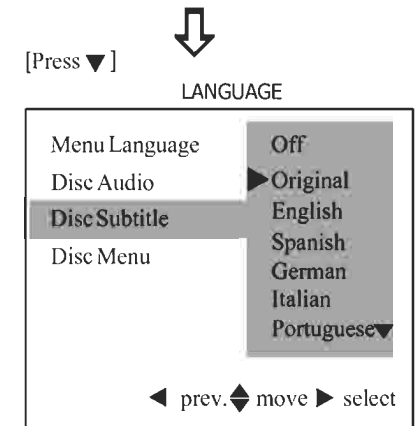 [Press ▼]
LANGUAGE
Menu Language
Disc Audio
Disc Subtitle
Disc Menu
Off
▶Original
English
Spanish
German
Italian
Portuguese▼
◀ prev. ◆ move ▶ select